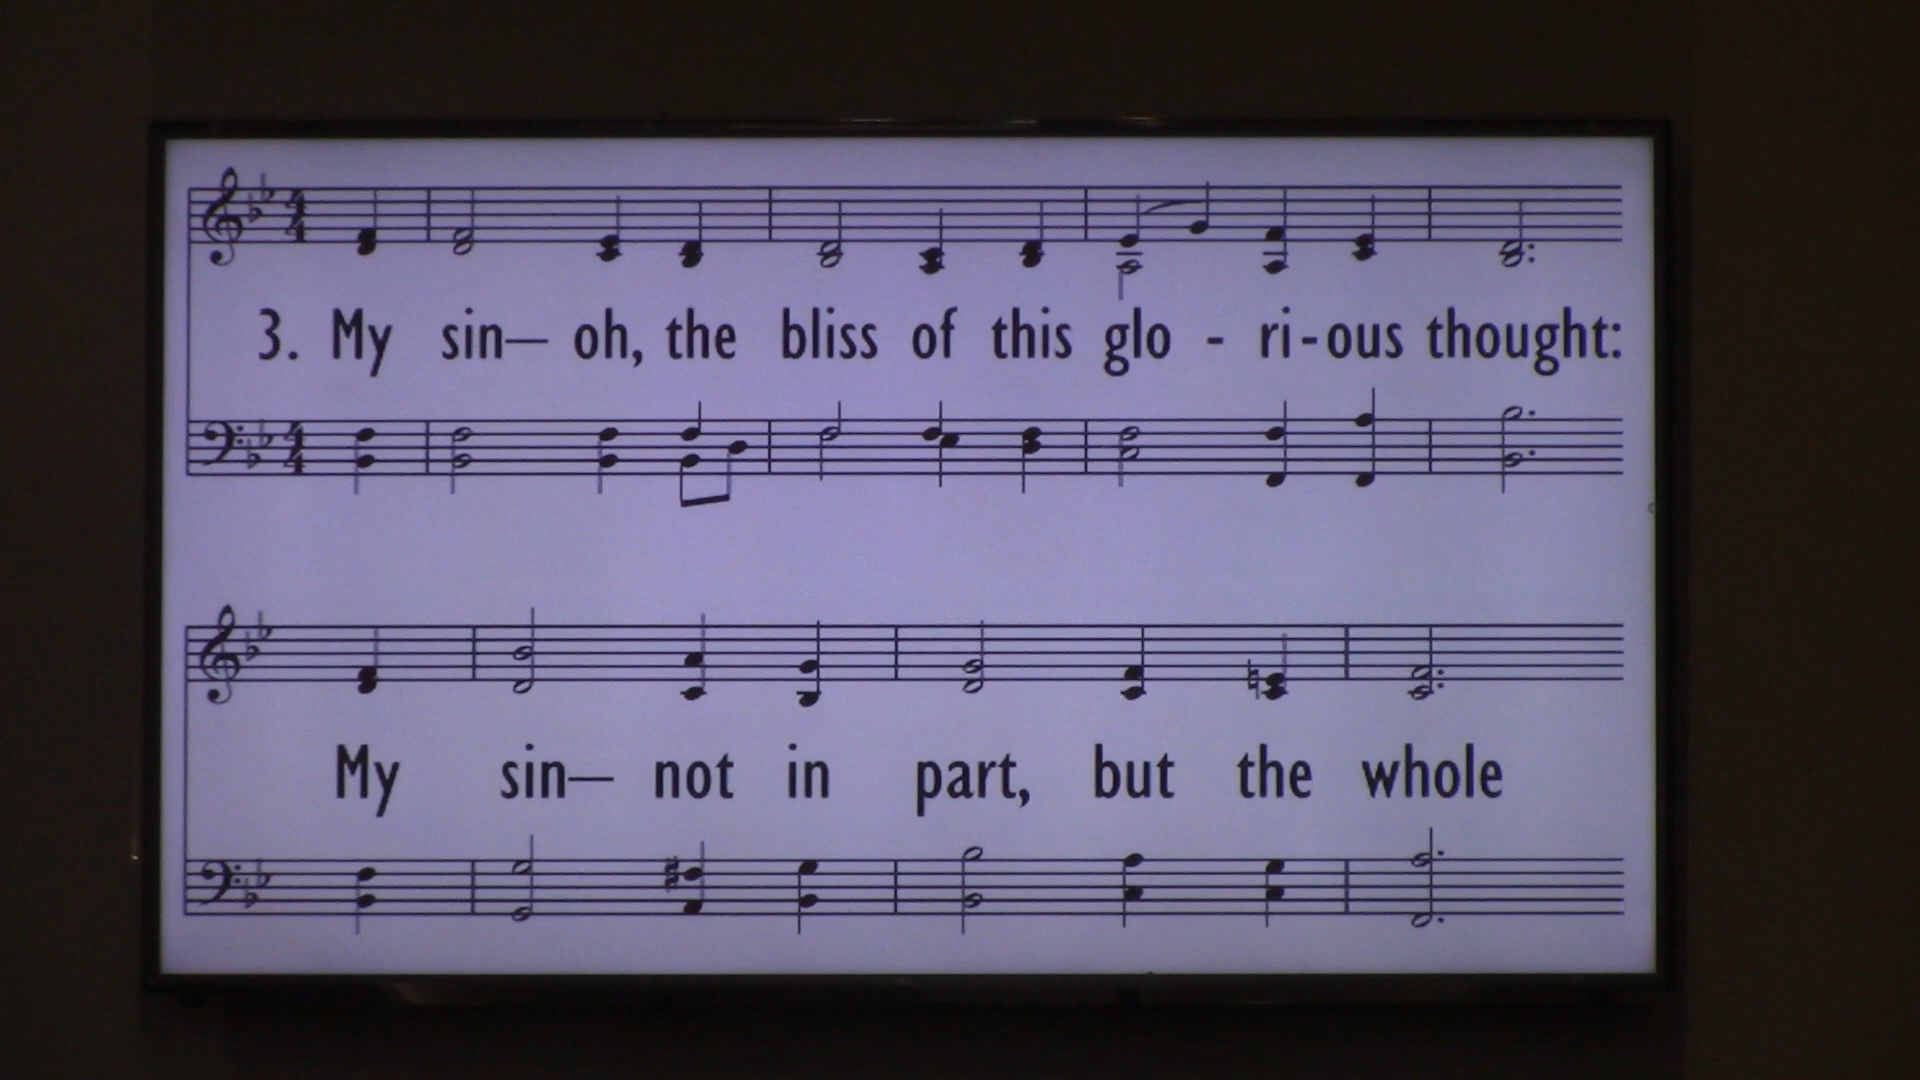 3. My sin— oh, the bliss of this glo - ri - ous thought:
My sin— not in part, but the whole